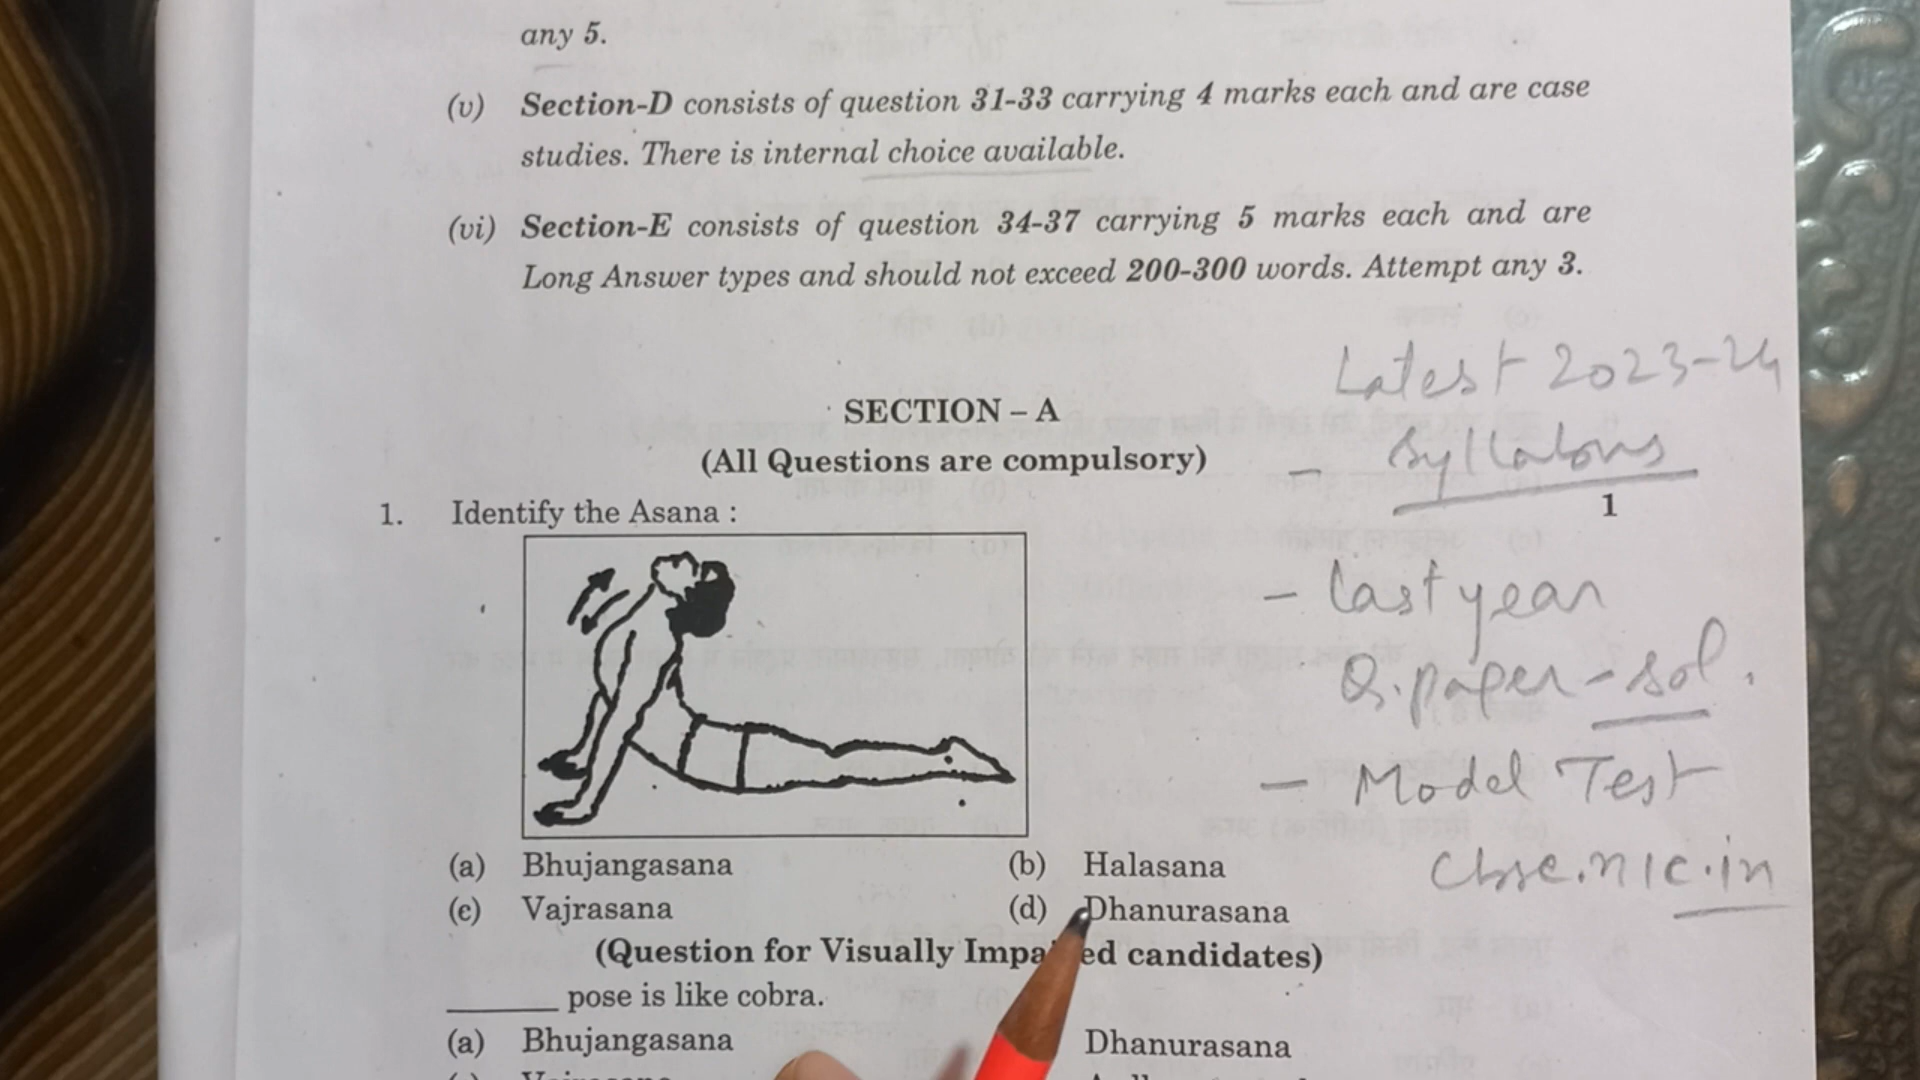 any 5.
(v) Section-D consists of question 31-33 carrying 4 marks each and are case
studies. There is internal choice available.
(vi) Section-E consists of question 34-37 carrying 5 marks each and are
Long Answer types and should not exceed 200-300 words. Attempt any 3.
Latest 2023-24
SECTION – A
- Syllabus
(All Questions are compulsory)
1. Identify the Asana : 1
- Last year
Q. paper - sol.
- Model Test
cbse.nic.in
(a) Bhujangasana (b) Halasana
(c) Vajrasana (d) Dhanurasana
(Question for Visually Impa ed candidates)
______ pose is like cobra.
(a) Bhujangasana Dhanurasana